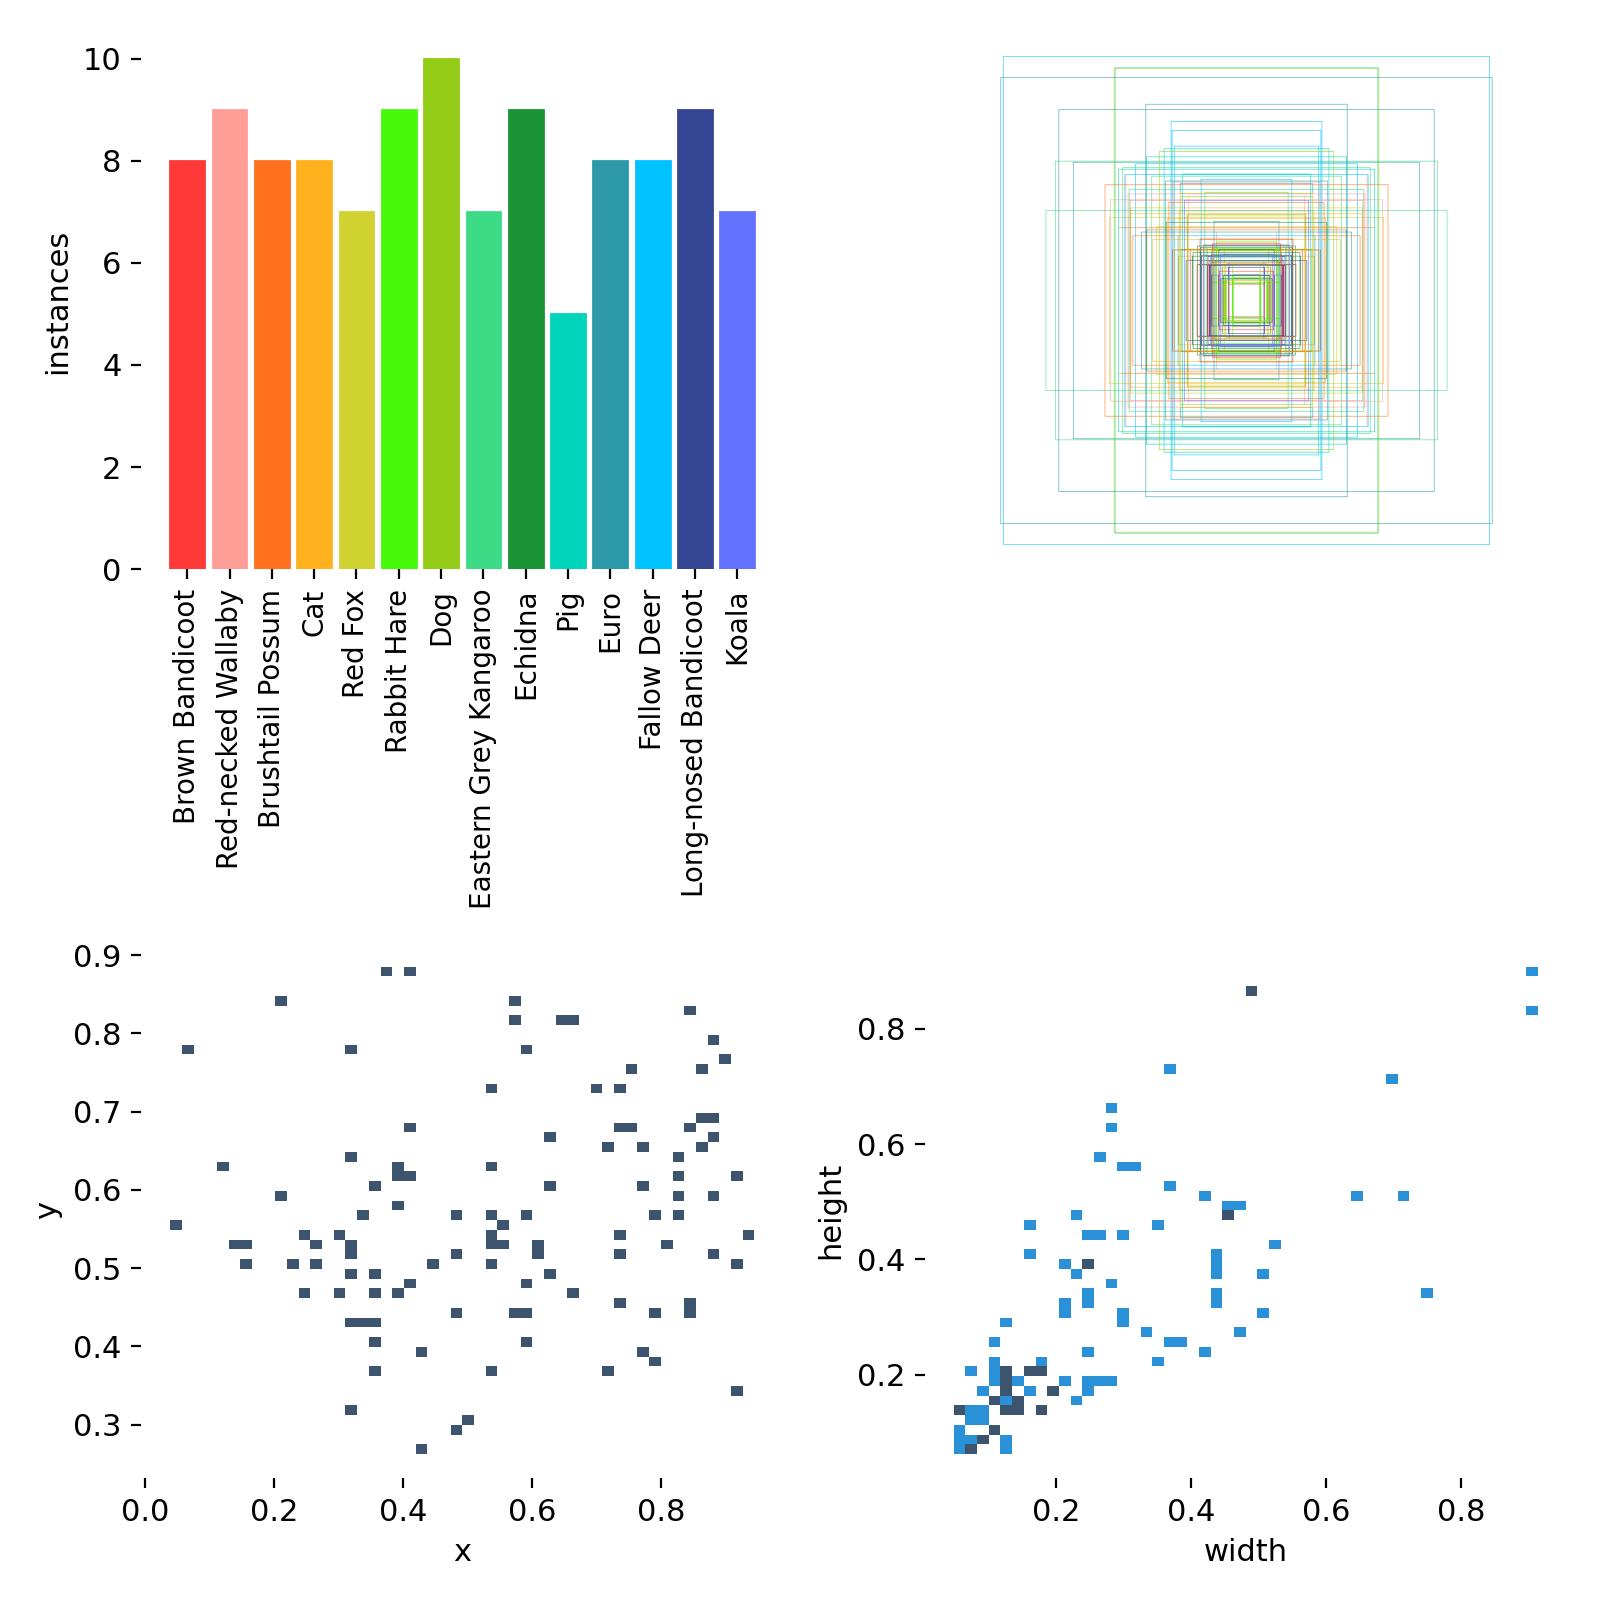 instances
10
8
6
4
2
0
Brown Bandicoot
Red-necked Wallaby
Brushtail Possum
Cat
Red Fox
Rabbit Hare
Dog
Eastern Grey Kangaroo
Echidna
Pig
Euro
Fallow Deer
Long-nosed Bandicoot
Koala
y
0.9
0.8
0.7
0.6
0.5
0.4
0.3
0.0 0.2 0.4 0.6 0.8
x
height
0.8
0.6
0.4
0.2
0.2 0.4 0.6 0.8
width